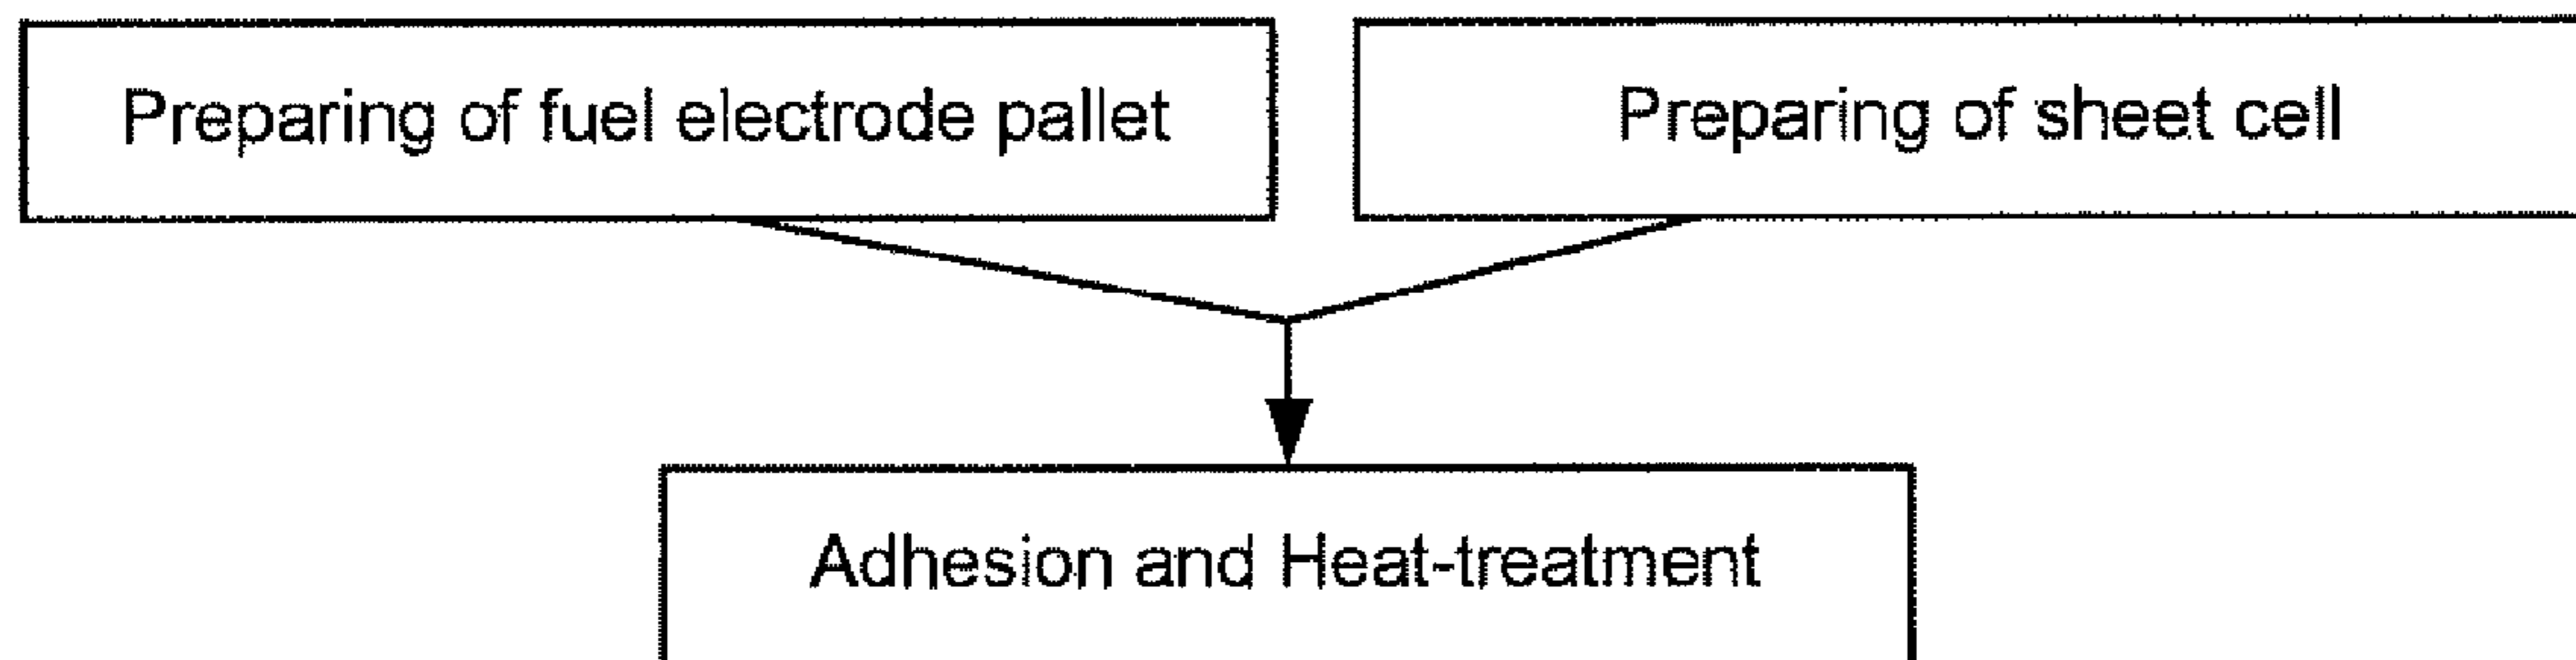 Preparing of fuel electrode pallet
Preparing of sheet cell
Adhesion and Heat-treatment